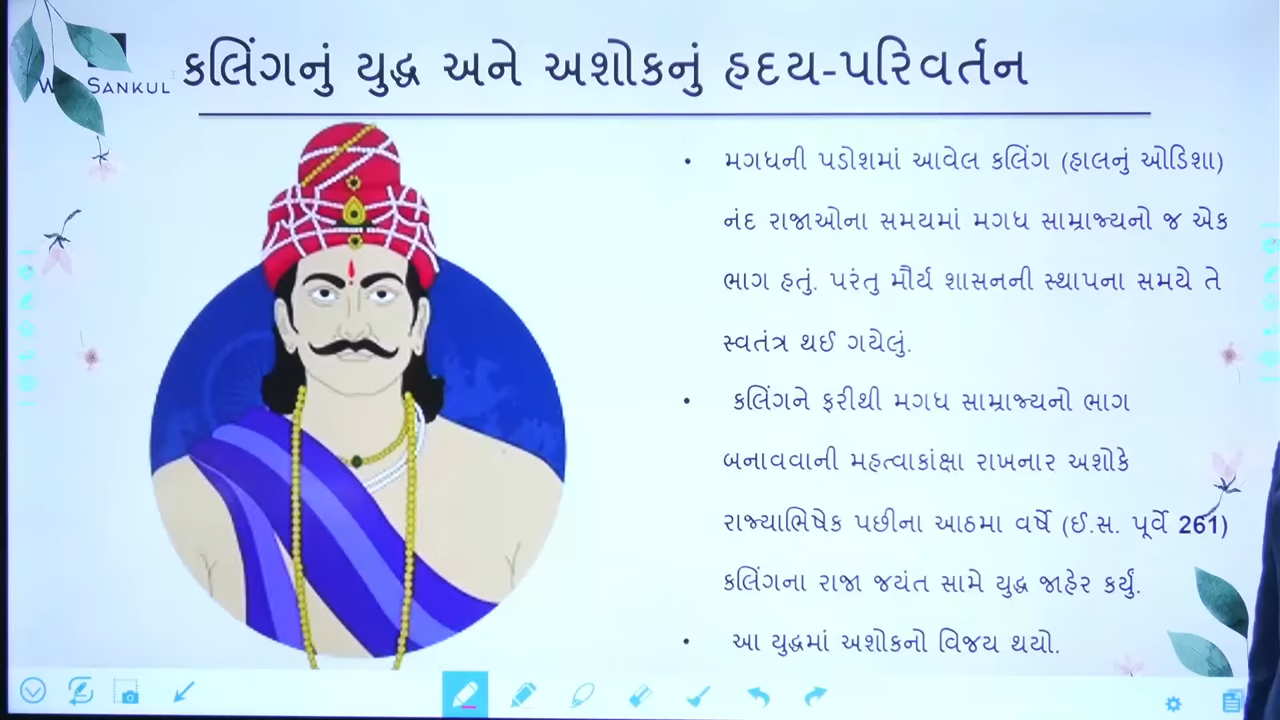 કલિંગનું યુદ્ધ અને અશોકનું હૃદય-પરિવર્તન
SANKUL
• મગધની પડોશમાં આવેલ કલિંગ (હાલનું ઓડિશા)
નંદ રાજાઓના સમયમાં મગધ સામ્રાજ્યનો જ એક
ભાગ હતું. પરંતુ મૌર્ય શાસનની સ્થાપના સમયે તે
સ્વતંત્ર થઈ ગયેલું.
• કલિંગને ફરીથી મગધ સામ્રાજ્યનો ભાગ
બનાવવાની મહત્વાકાંક્ષા રાખનાર અશોકે
રાજ્યાભિષેક પછીના આઠમા વર્ષે (ઈ.સ. પૂર્વે 261)
કલિંગના રાજા જયંત સામે યુદ્ધ જાહેર કર્યું.
• આ યુદ્ધમાં અશોકનો વિજય થયો.